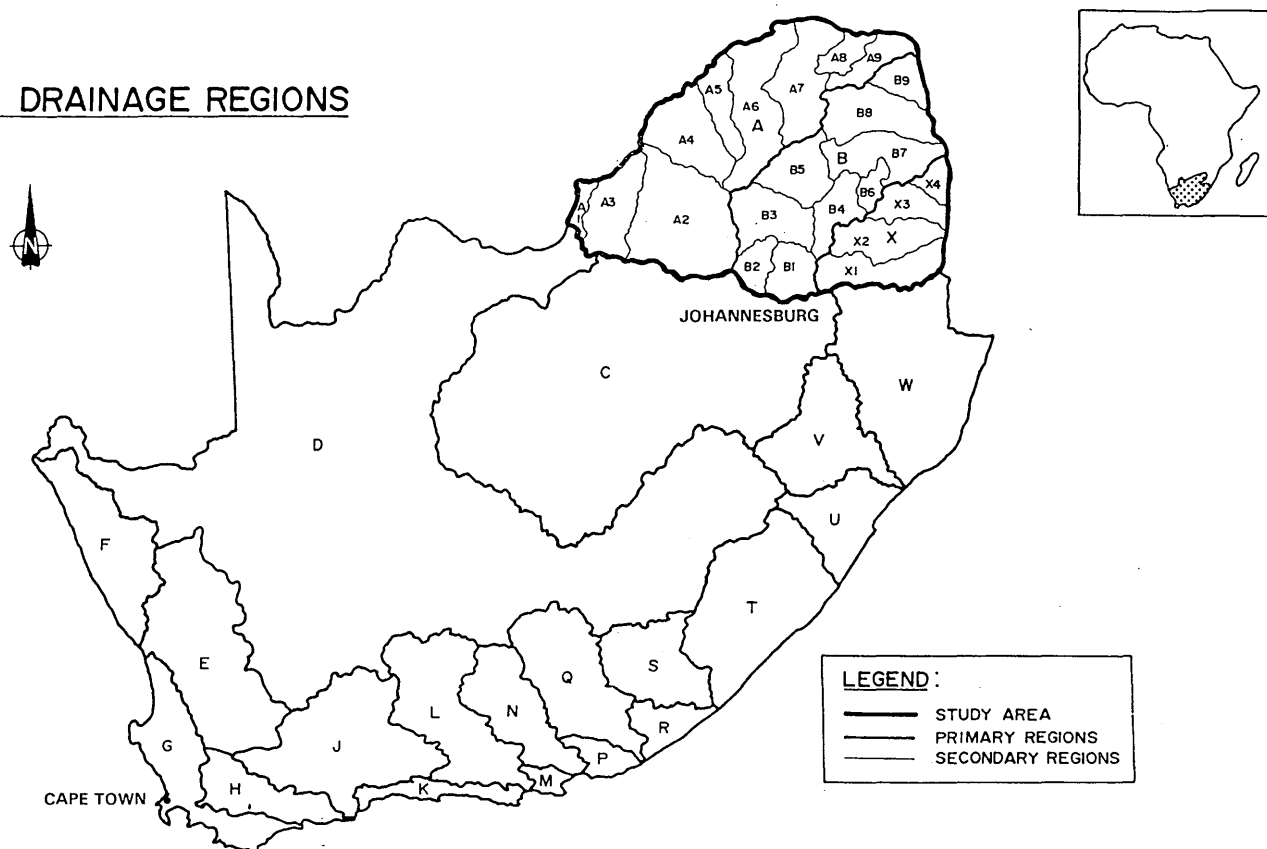 DRAINAGE REGIONS
N
A8
A9
A5
A6
A7
B9
A
B8
A4
B
B7
B5
X4
B6
A1
A3
X3
A2
B3
B4
X2
X
B2
B1
X1
JOHANNESBURG
C
W
D
V
F
U
T
E
S
Q
L
N
G
J
R
P
M
H
K
CAPE TOWN
LEGEND:
STUDY AREA
PRIMARY REGIONS
SECONDARY REGIONS